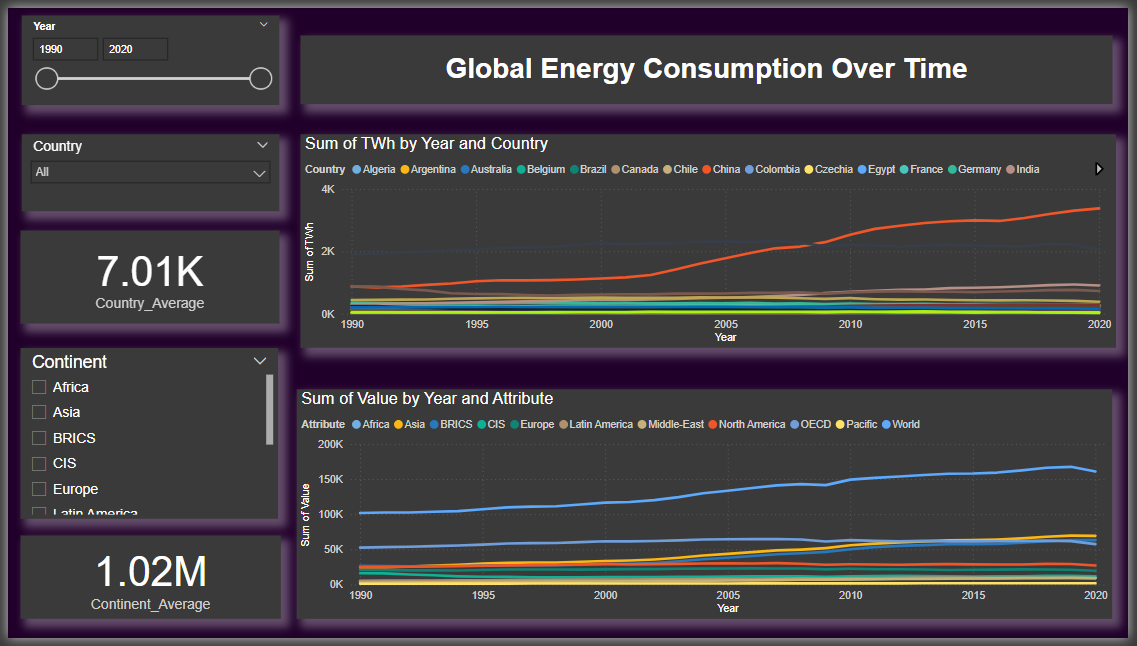 Year
1990 2020
Country
All
7.01K
Country_Average
Continent
Africa
Asia
BRICS
CIS
Europe
Latin America
1.02M
Continent_Average
Global Energy Consumption Over Time
Sum of TWh by Year and Country
Country Algeria Argentina Australia Belgium Brazil Canada Chile China Colombia Czechia Egypt France Germany India
4K
2K
0K
Sum of TWh
1990 1995 2000 2005 2010 2015 2020
Year
Sum of Value by Year and Attribute
Attribute Africa Asia BRICS CIS Europe Latin America Middle-East North America OECD Pacific World
200K
150K
100K
50K
0K
Sum of Value
1990 1995 2000 2005 2010 2015 2020
Year